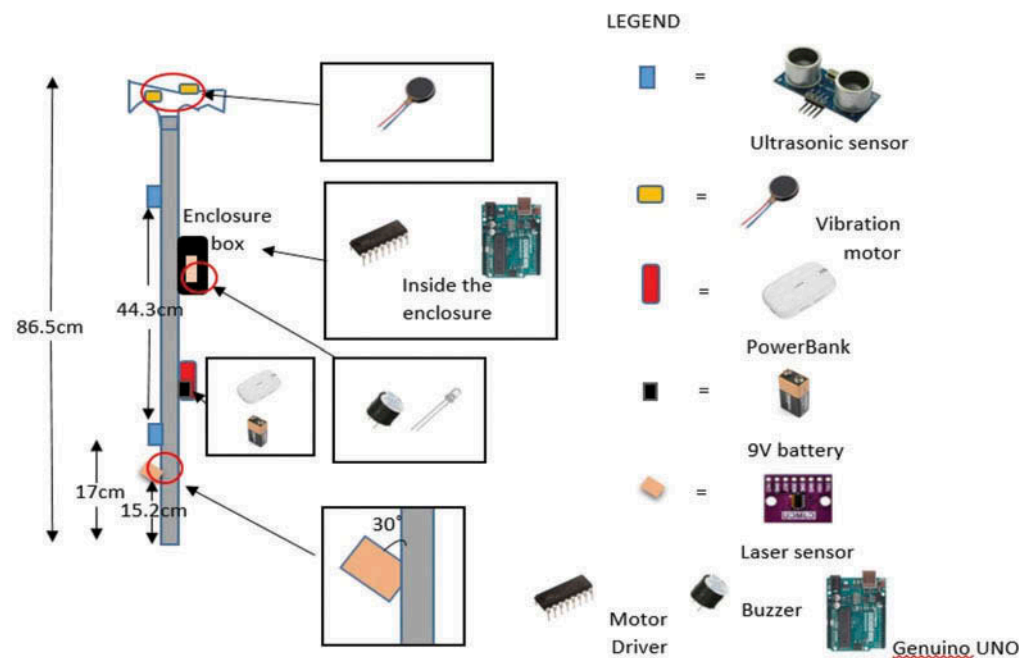 LEGEND
=
Ultrasonic sensor
=
Vibration
motor
Enclosure
box
Inside the
enclosure
=
PowerBank
44.3cm
86.5cm
=
9V battery
17cm
15.2cm
=
30°
Laser sensor
Motor
Driver
Buzzer
Genuino UNO